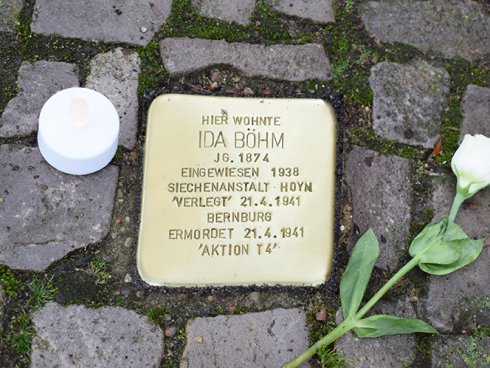 HIER WOHNTE
IDA BÖHM
JG. 1874
EINGEWIESEN 1938
SIECHENANSTALT HOYM
'VERLEGT' 21.4.1941
BERNBURG
ERMORDET 21.4.1941
'AKTION T4'